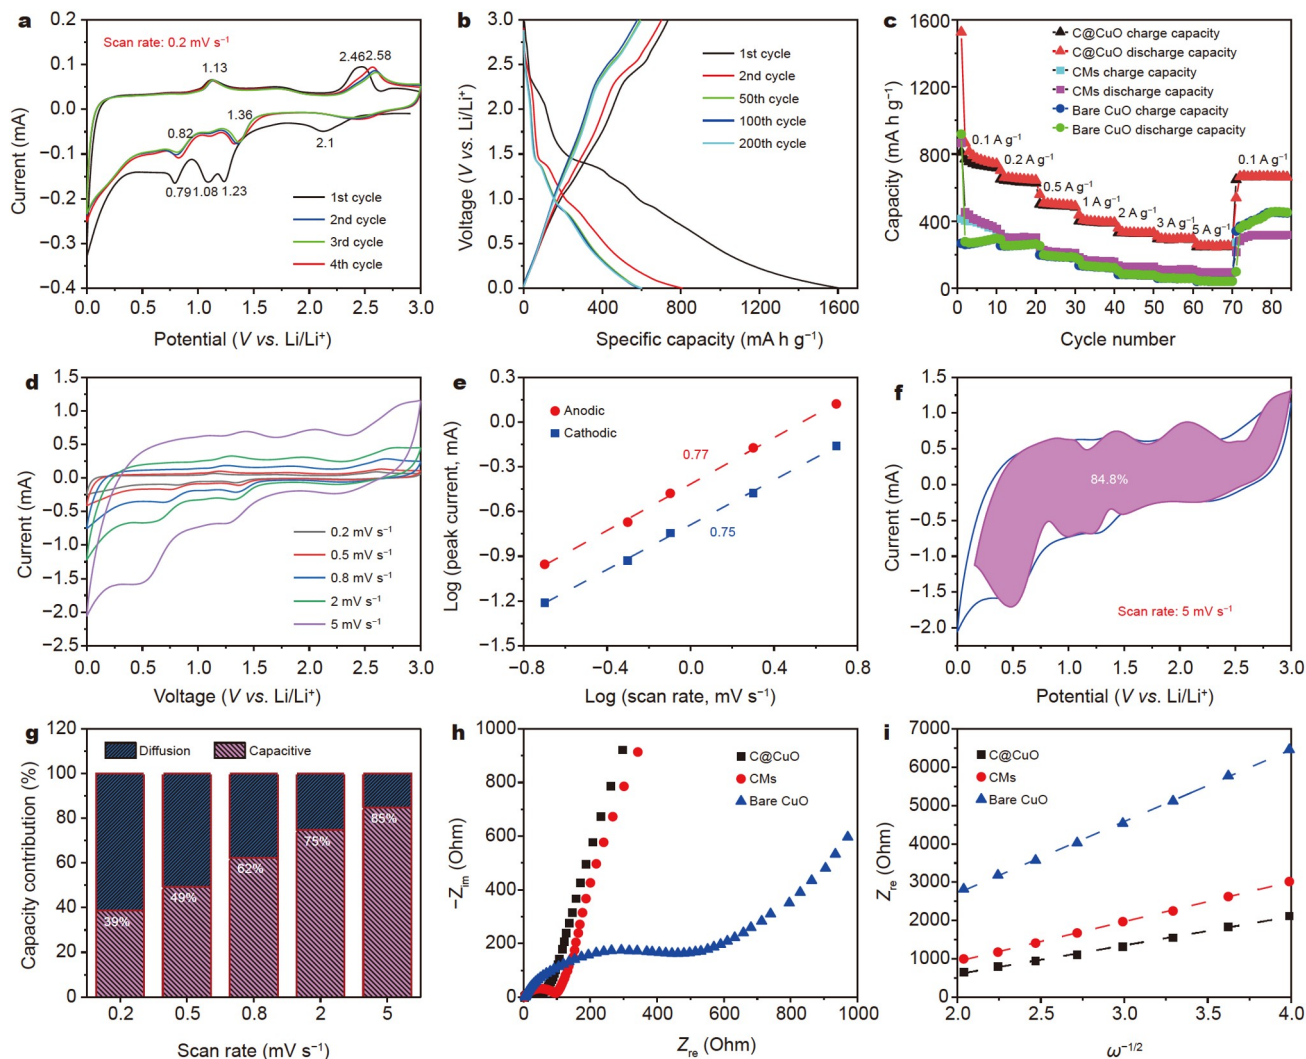 a
Scan rate: 0.2 mV s⁻¹
2.46
2.58
1.13
1.36
0.82
2.1
0.79
1.08
1.23
1st cycle
2nd cycle
3rd cycle
4th cycle
0.3
0.2
0.1
0.0
−0.1
−0.2
−0.3
−0.4
0.0 0.5 1.0 1.5 2.0 2.5 3.0
Current (mA)
Potential (V vs. Li/Li⁺)
b
1st cycle
2nd cycle
50th cycle
100th cycle
200th cycle
3.0
2.5
2.0
1.5
1.0
0.5
0.0
0 400 800 1200 1600
Voltage (V vs. Li/Li⁺)
Specific capacity (mA h g⁻¹)
c
C@CuO charge capacity
C@CuO discharge capacity
CMs charge capacity
CMs discharge capacity
Bare CuO charge capacity
Bare CuO discharge capacity
0.1 A g⁻¹
0.2 A g⁻¹
0.5 A g⁻¹
1 A g⁻¹
2 A g⁻¹
3 A g⁻¹
5 A g⁻¹
0.1 A g⁻¹
1600
1200
800
400
0
0 10 20 30 40 50 60 70 80
Capacity (mA h g⁻¹)
Cycle number
d
0.2 mV s⁻¹
0.5 mV s⁻¹
0.8 mV s⁻¹
2 mV s⁻¹
5 mV s⁻¹
1.5
1.0
0.5
0.0
−0.5
−1.0
−1.5
−2.0
−2.5
0.0 0.5 1.0 1.5 2.0 2.5 3.0
Current (mA)
Voltage (V vs. Li/Li⁺)
e
Anodic
Cathodic
0.77
0.75
0.3
0.0
−0.3
−0.6
−0.9
−1.2
−1.5
−0.8 −0.4 0.0 0.4 0.8
Log (peak current, mA)
Log (scan rate, mV s⁻¹)
f
84.8%
Scan rate: 5 mV s⁻¹
1.5
1.0
0.5
0.0
−0.5
−1.0
−1.5
−2.0
0.0 0.5 1.0 1.5 2.0 2.5 3.0
Current (mA)
Potential (V vs. Li/Li⁺)
g
Diffusion
Capacitive
39%
49%
62%
75%
85%
120
100
80
60
40
20
0
0.2 0.5 0.8 2 5
Capacity contribution (%)
Scan rate (mV s⁻¹)
h
C@CuO
CMs
Bare CuO
1000
800
600
400
200
0
0 200 400 600 800 1000
−Zim (Ohm)
Zre (Ohm)
i
C@CuO
CMs
Bare CuO
7000
6000
5000
4000
3000
2000
1000
0
2.0 2.5 3.0 3.5 4.0
Zre (Ohm)
ω⁻¹/²